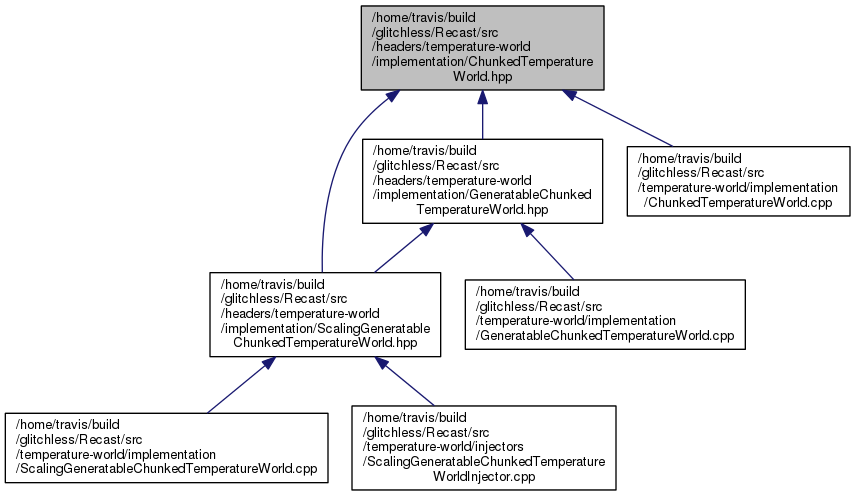 /home/travis/build
/glitchless/Recast/src
/headers/temperature-world
/implementation/ChunkedTemperature
World.hpp
/home/travis/build
/glitchless/Recast/src
/headers/temperature-world
/implementation/GeneratableChunked
TemperatureWorld.hpp
/home/travis/build
/glitchless/Recast/src
/temperature-world/implementation
/ChunkedTemperatureWorld.cpp
/home/travis/build
/glitchless/Recast/src
/headers/temperature-world
/implementation/ScalingGeneratable
ChunkedTemperatureWorld.hpp
/home/travis/build
/glitchless/Recast/src
/temperature-world/implementation
/GeneratableChunkedTemperatureWorld.cpp
/home/travis/build
/glitchless/Recast/src
/temperature-world/implementation
/ScalingGeneratableChunkedTemperatureWorld.cpp
/home/travis/build
/glitchless/Recast/src
/temperature-world/injectors
/ScalingGeneratableChunkedTemperature
WorldInjector.cpp